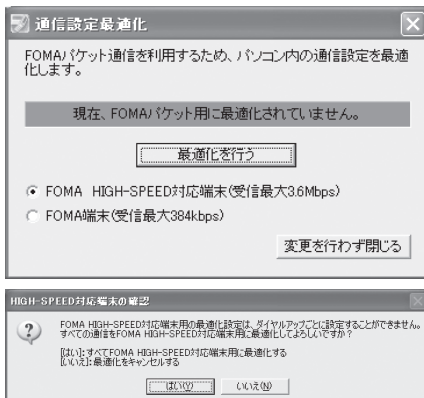 通信設定最適化
FOMAパケット通信を利用するため、パソコン内の通信設定を最適
化します。
現在、FOMAパケット用に最適化されていません。
最適化を行う
FOMA HIGH-SPEED対応端末(受信最大3.6Mbps)
FOMA端末(受信最大384kbps)
変更を行わず閉じる
HIGH-SPEED対応端末の確認
FOMA HIGH-SPEED対応端末用の最適化設定は、ダイヤルアップごとに設定することができません。
すべての通信をFOMA HIGH-SPEED対応端末用に最適化してよろしいですか？
[はい]:すべてFOMA HIGH-SPEED対応端末用に最適化する
[いいえ]:最適化をキャンセルする
はい(Y) いいえ(N)